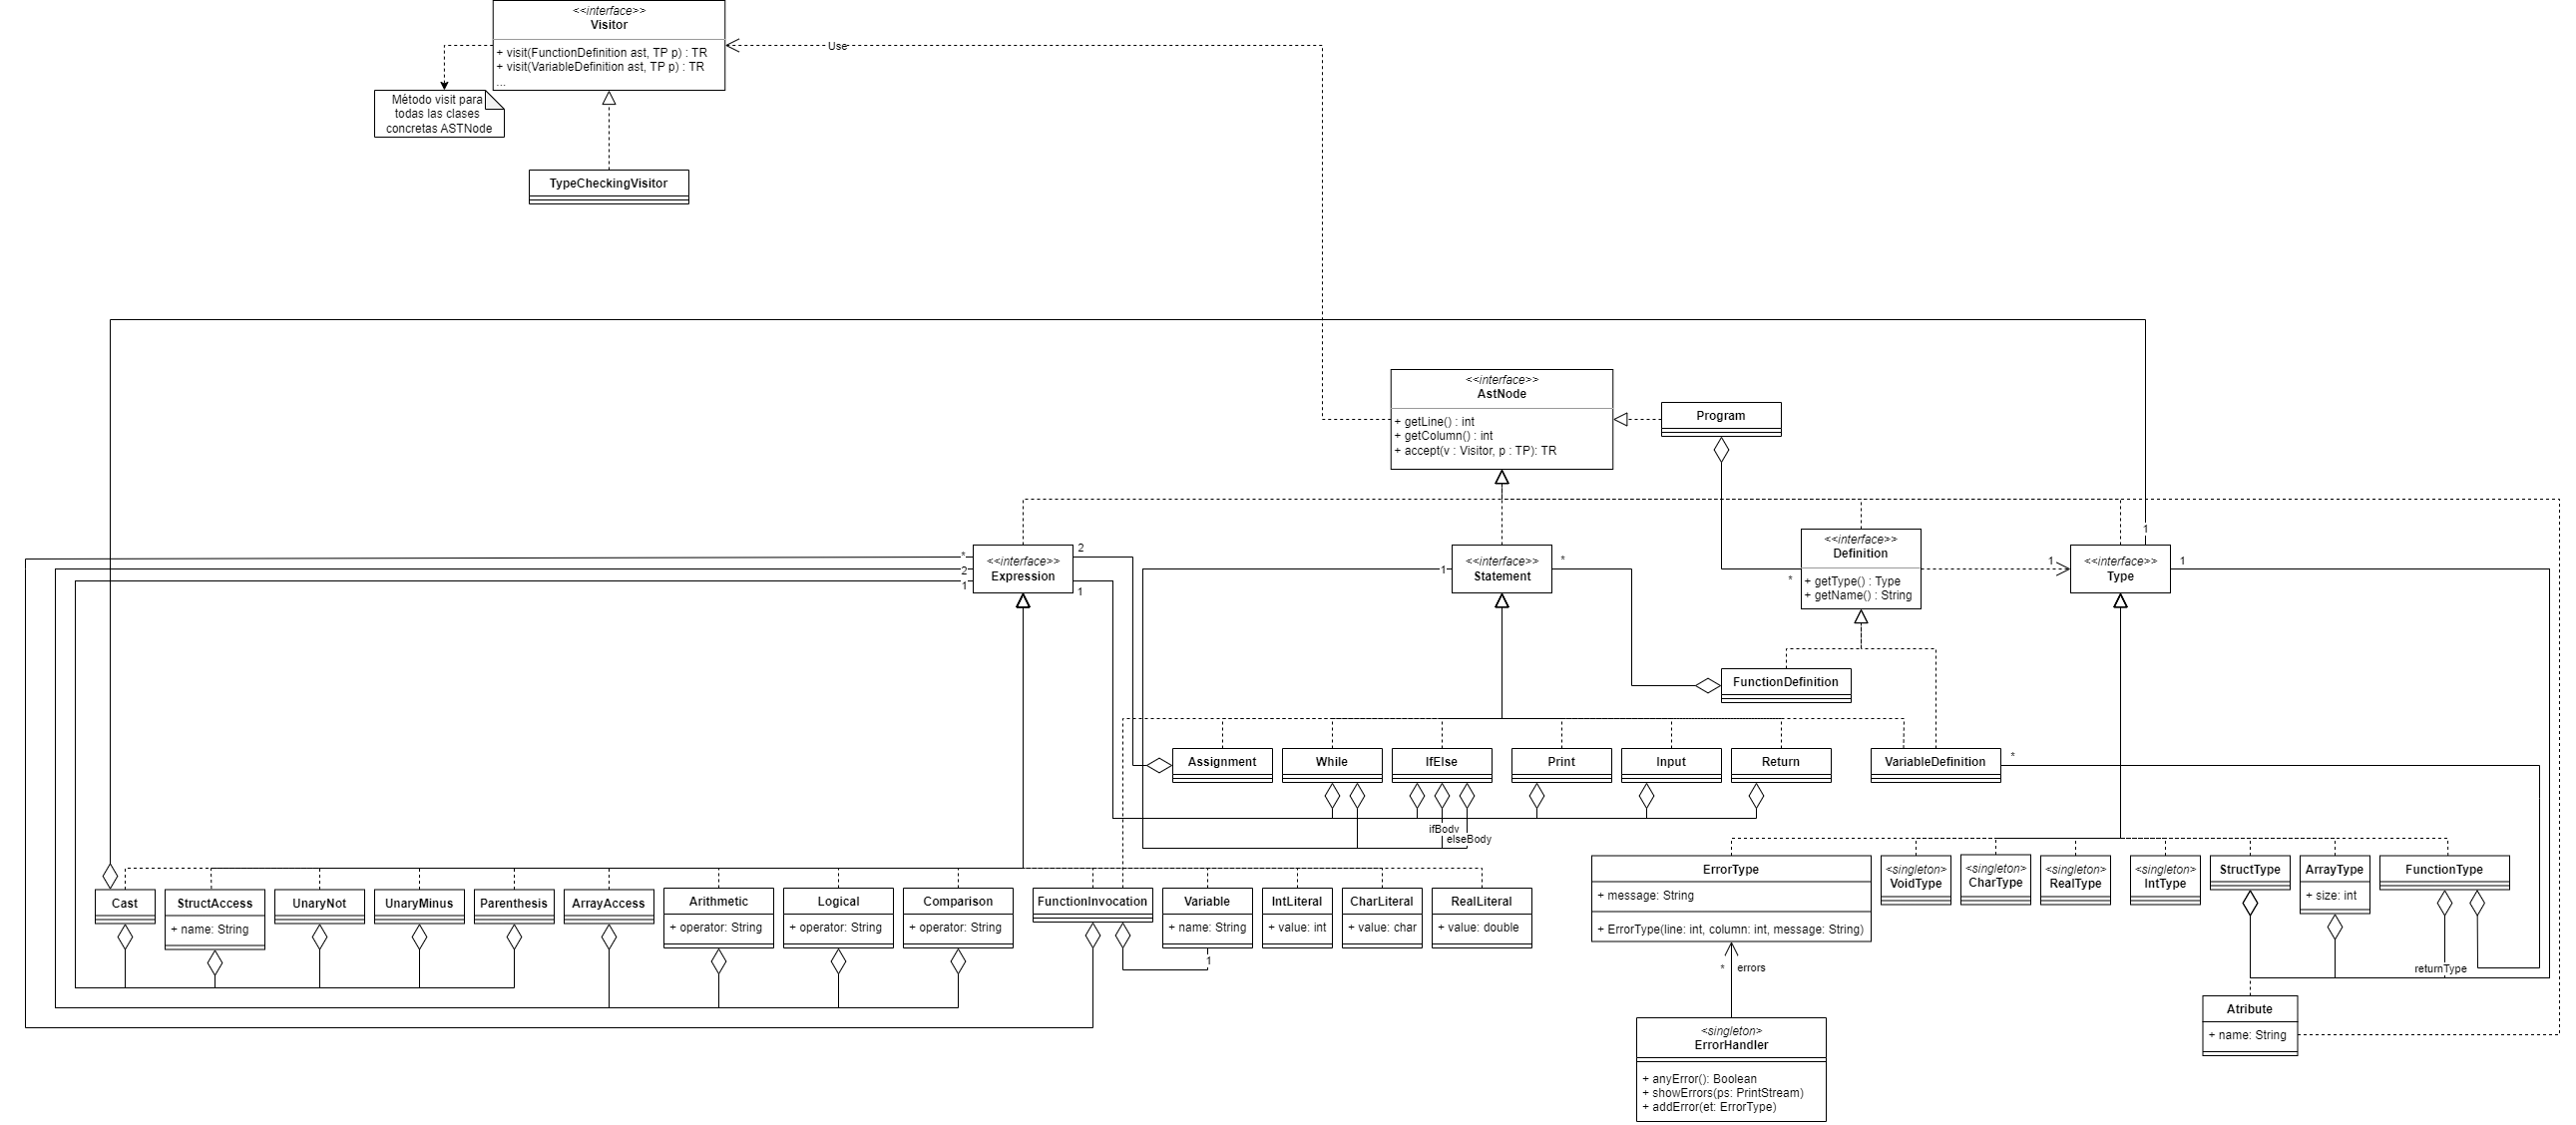 <<interface>>
Visitor
+ visit(FunctionDefinition ast, TP p) : TR
+ visit(VariableDefinition ast, TP p) : TR
...
Use
Método visit para
todas las clases
concretas ASTNode
TypeCheckingVisitor
<<interface>>
AstNode
+ getLine() : int
+ getColumn() : int
+ accept(v : Visitor, p : TP): TR
Program
<<interface>>
Expression
*
2
1
2
1
<<interface>>
Statement
1
*
<<interface>>
Definition
+ getType() : Type
+ getName() : String
*
1
<<interface>>
Type
1
1
FunctionDefinition
Assignment
While
IfElse
Print
Input
Return
VariableDefinition
*
ifBody
elseBody
Cast
StructAccess
+ name: String
UnaryNot
UnaryMinus
Parenthesis
ArrayAccess
Arithmetic
+ operator: String
Logical
+ operator: String
Comparison
+ operator: String
FunctionInvocation
Variable
+ name: String
1
IntLiteral
+ value: int
CharLiteral
+ value: char
RealLiteral
+ value: double
ErrorType
+ message: String
+ ErrorType(line: int, column: int, message: String)
<<singleton>
VoidType
<<singleton>
CharType
<<singleton>
RealType
<<singleton>
IntType
StructType
ArrayType
+ size: int
FunctionType
returnType
* errors
Atribute
+ name: String
<<singleton>
ErrorHandler
+ anyError(): Boolean
+ showErrors(ps: PrintStream)
+ addError(et: ErrorType)